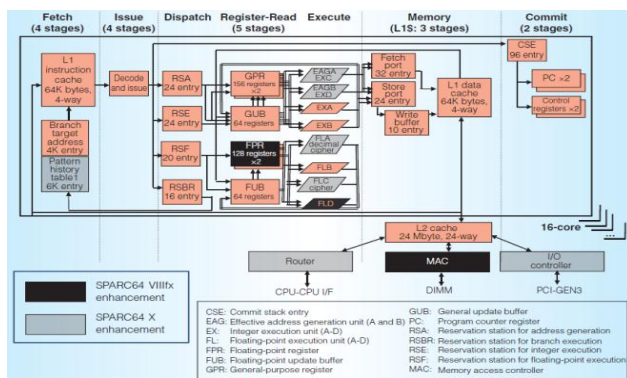 Fetch
(4 stages)
Issue
(4 stages)
Dispatch
Register-Read
(5 stages)
Execute
Memory
(L1S: 3 stages)
Commit
(2 stages)
L1
instruction
cache
64K bytes,
4-way
Branch
target
address
4K entry
Pattern
history
table1
6K entry
Decode
and issue
RSA
24 entry
RSE
24 entry
RSF
20 entry
RSBR
16 entry
GPR
156 registers
×2
GUB
64 registers
FPR
128 registers
×2
FUB
64 registers
EAGA
EXC
EAGB
EXD
EXA
EXB
FLA
decimal
cipher
FLB
FLC
cipher
FLD
Fetch
port
32 entry
Store
port
24 entry
Write
buffer
10 entry
L1 data
cache
64K bytes,
4-way
CSE
96 entry
PC ×2
Control
registers ×2
16-core
...
L2 cache
24 Mbyte, 24-way
Router
MAC
I/O
controller
CPU-CPU I/F
DIMM
PCI-GEN3
SPARC64 VIIIfx
enhancement
SPARC64 X
enhancement
CSE: Commit stack entry
EAG: Effective address generation unit (A and B)
EX: Integer execution unit (A-D)
FL: Floating-point execution unit (A-D)
FPR: Floating-point register
FUB: Floating-point update buffer
GPR: General-purpose register
GUB: General update buffer
PC: Program counter register
RSA: Reservation station for address generation
RSBR: Reservation station for branch execution
RSE: Reservation station for integer execution
RSF: Reservation station for floating-point execution
MAC: Memory access controller